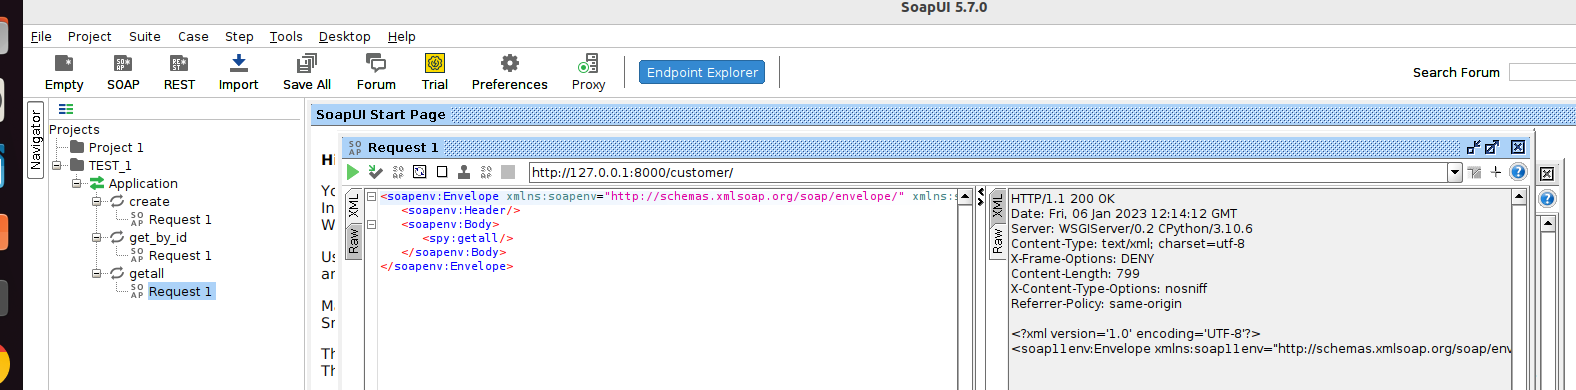 SoapUI 5.7.0
File Project Suite Case Step Tools Desktop Help
Empty SOAP REST Import Save All Forum Trial Preferences Proxy Endpoint Explorer Search Forum
Navigator
Projects
Project 1
TEST_1
Application
create
Request 1
get_by_id
Request 1
getall
Request 1
SoapUI Start Page
SO AP Request 1
http://127.0.0.1:8000/customer/
XML
Raw
<soapenv:Envelope xmlns:soapenv="http://schemas.xmlsoap.org/soap/envelope/" xmlns:s
<soapenv:Header/>
<soapenv:Body>
<spy:getall/>
</soapenv:Body>
</soapenv:Envelope>
XML
Raw
HTTP/1.1 200 OK
Date: Fri, 06 Jan 2023 12:14:12 GMT
Server: WSGIServer/0.2 CPython/3.10.6
Content-Type: text/xml; charset=utf-8
X-Frame-Options: DENY
Content-Length: 799
X-Content-Type-Options: nosniff
Referrer-Policy: same-origin
<?xml version='1.0' encoding='UTF-8'?>
<soap11env:Envelope xmlns:soap11env="http://schemas.xmlsoap.org/soap/env